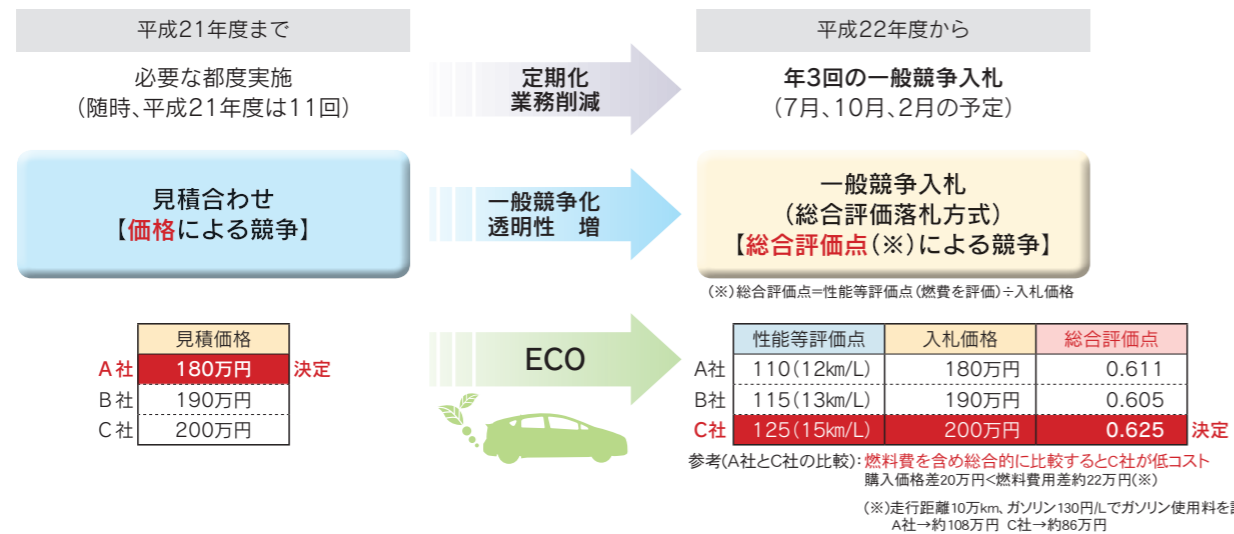 平成21年度まで
平成22年度から
必要な都度実施
(随時、平成21年度は11回)
定期化
業務削減
年3回の一般競争入札
(7月、10月、2月の予定)
見積合わせ
【価格による競争】
一般競争化
透明性　増
一般競争入札
(総合評価落札方式)
【総合評価点(※)による競争】
(※)総合評価点=性能等評価点(燃費を評価)÷入札価格
見積価格
A社 180万円 決定
B社 190万円
C社 200万円
ECO
性能等評価点 入札価格 総合評価点
A社 110(12km/L) 180万円 0.611
B社 115(13km/L) 190万円 0.605
C社 125(15km/L) 200万円 0.625 決定
参考(A社とC社の比較):燃料費を含め総合的に比較するとC社が低コスト
購入価格差20万円<燃料費用差約22万円(※)
(※)走行距離10万km、ガソリン130円/Lでガソリン使用料を
A社→約108万円 C社→約86万円